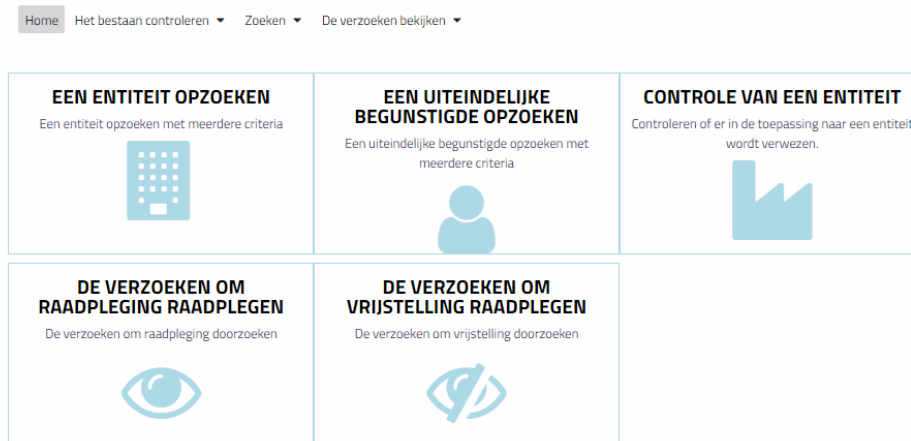 Home Het bestaan controleren Zoeken De verzoeken bekijken
EEN ENTITEIT OPZOEKEN
Een entiteit opzoeken met meerdere criteria
EEN UITEINDELIJKE
BEGUNSTIGDE OPZOEKEN
Een uiteindelijke begunstigde opzoeken met
meerdere criteria
CONTROLE VAN EEN ENTITEIT
Controleren of er in de toepassing naar een entiteit
wordt verwezen.
DE VERZOEKEN OM
RAADPLEGING RAADPLEGEN
De verzoeken om raadpleging doorzoeken
DE VERZOEKEN OM
VRIJSTELLING RAADPLEGEN
De verzoeken om vrijstelling doorzoeken